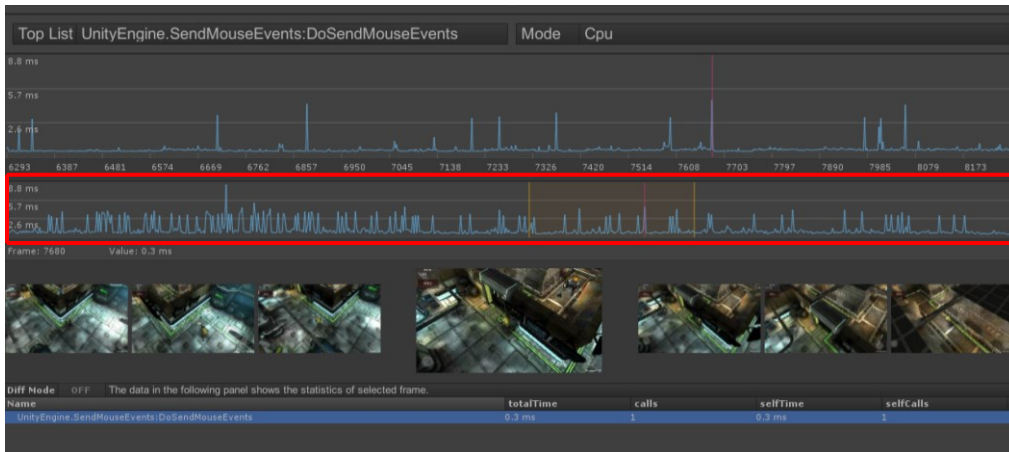 Top List UnityEngine.SendMouseEvents:DoSendMouseEvents Mode Cpu
8.8 ms
5.7 ms
2.6 ms
6293 6387 6481 6574 6669 6762 6857 6950 7045 7138 7233 7326 7420 7514 7608 7703 7797 7890 7985 8079 8173
8.8 ms
5.7 ms
2.6 ms
Frame: 7680 Value: 0.3 ms
Diff Mode OFF The data in the following panel shows the statistics of selected frame.
Name totalTime calls selfTime selfCalls
UnityEngine.SendMouseEvents:DoSendMouseEvents 0.3 ms 1 0.3 ms 1